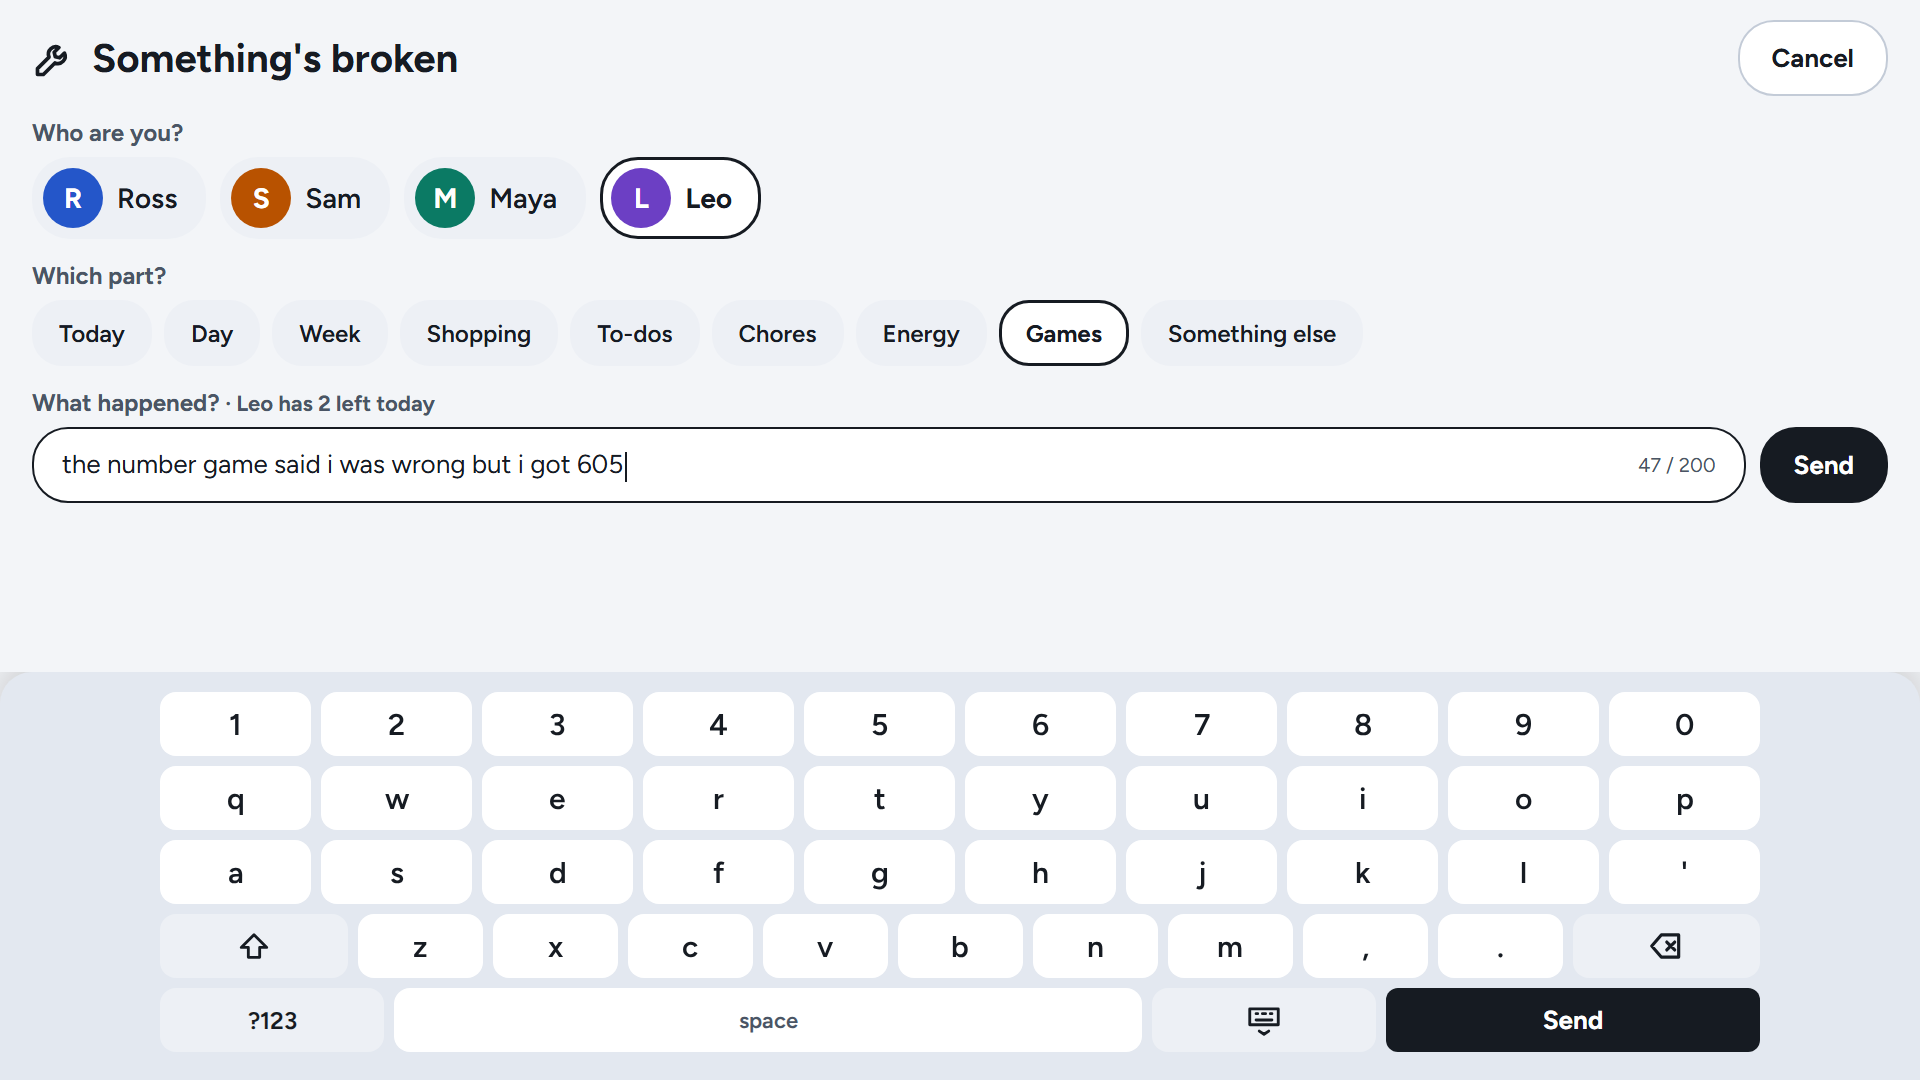 Something's broken
Cancel
Who are you?
R Ross S Sam M Maya L Leo
Which part?
Today Day Week Shopping To-dos Chores Energy Games Something else
What happened? · Leo has 2 left today
the number game said i was wrong but i got 605 47 / 200 Send
1 2 3 4 5 6 7 8 9 0
q w e r t y u i o p
a s d f g h j k l '
z x c v b n m , .
?123 space Send